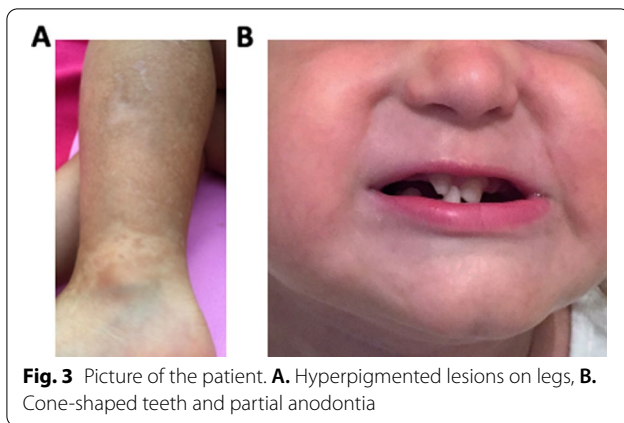 A B
Fig. 3 Picture of the patient. A. Hyperpigmented lesions on legs, B.
Cone-shaped teeth and partial anodontia